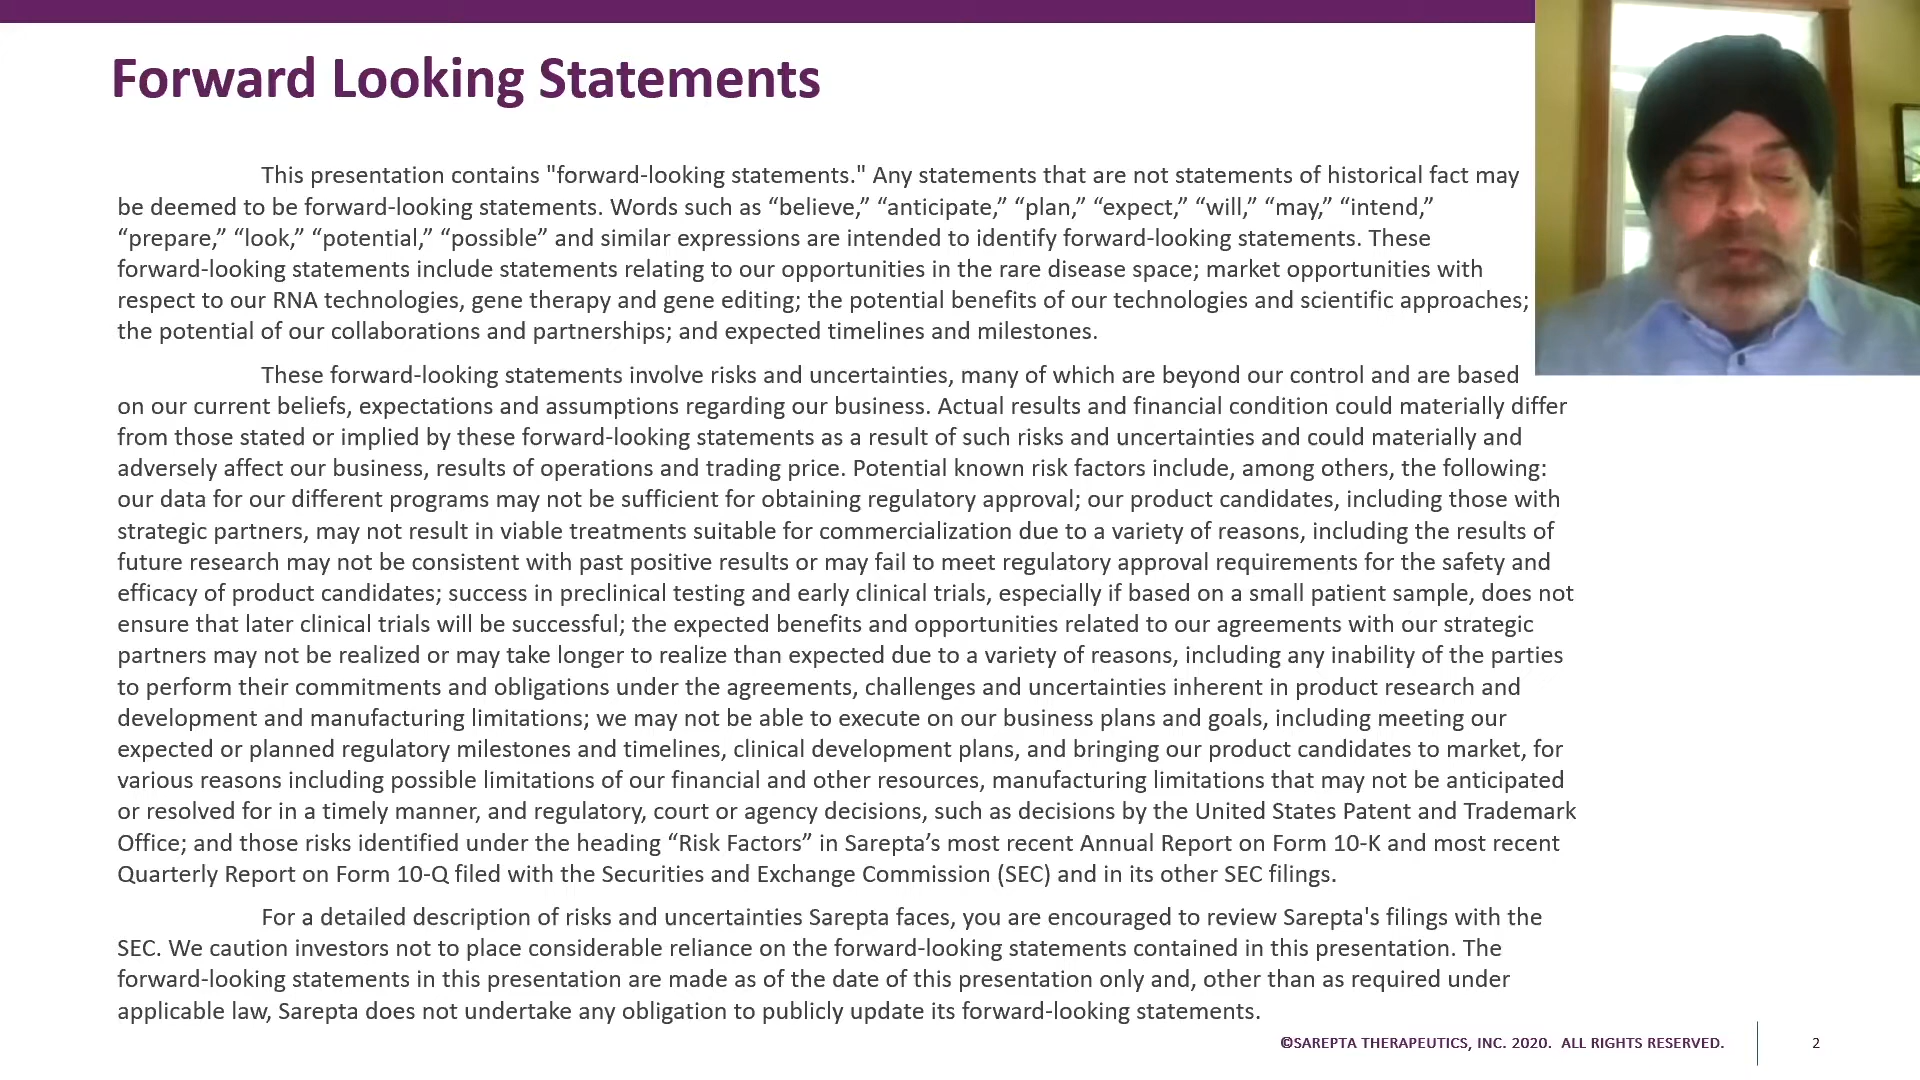 Forward Looking Statements
This presentation contains "forward-looking statements." Any statements that are not statements of historical fact may
be deemed to be forward-looking statements. Words such as “believe,” “anticipate,” “plan,” “expect,” “will,” “may,” “intend,”
“prepare,” “look,” “potential,” “possible” and similar expressions are intended to identify forward-looking statements. These
forward-looking statements include statements relating to our opportunities in the rare disease space; market opportunities with
respect to our RNA technologies, gene therapy and gene editing; the potential benefits of our technologies and scientific approaches;
the potential of our collaborations and partnerships; and expected timelines and milestones.
These forward-looking statements involve risks and uncertainties, many of which are beyond our control and are based
on our current beliefs, expectations and assumptions regarding our business. Actual results and financial condition could materially differ
from those stated or implied by these forward-looking statements as a result of such risks and uncertainties and could materially and
adversely affect our business, results of operations and trading price. Potential known risk factors include, among others, the following:
our data for our different programs may not be sufficient for obtaining regulatory approval; our product candidates, including those with
strategic partners, may not result in viable treatments suitable for commercialization due to a variety of reasons, including the results of
future research may not be consistent with past positive results or may fail to meet regulatory approval requirements for the safety and
efficacy of product candidates; success in preclinical testing and early clinical trials, especially if based on a small patient sample, does not
ensure that later clinical trials will be successful; the expected benefits and opportunities related to our agreements with our strategic
partners may not be realized or may take longer to realize than expected due to a variety of reasons, including any inability of the parties
to perform their commitments and obligations under the agreements, challenges and uncertainties inherent in product research and
development and manufacturing limitations; we may not be able to execute on our business plans and goals, including meeting our
expected or planned regulatory milestones and timelines, clinical development plans, and bringing our product candidates to market, for
various reasons including possible limitations of our financial and other resources, manufacturing limitations that may not be anticipated
or resolved for in a timely manner, and regulatory, court or agency decisions, such as decisions by the United States Patent and Trademark
Office; and those risks identified under the heading “Risk Factors” in Sarepta’s most recent Annual Report on Form 10-K and most recent
Quarterly Report on Form 10-Q filed with the Securities and Exchange Commission (SEC) and in its other SEC filings.
For a detailed description of risks and uncertainties Sarepta faces, you are encouraged to review Sarepta's filings with the
SEC. We caution investors not to place considerable reliance on the forward-looking statements contained in this presentation. The
forward-looking statements in this presentation are made as of the date of this presentation only and, other than as required under
applicable law, Sarepta does not undertake any obligation to publicly update its forward-looking statements.
©SAREPTA THERAPEUTICS, INC. 2020. ALL RIGHTS RESERVED.
2